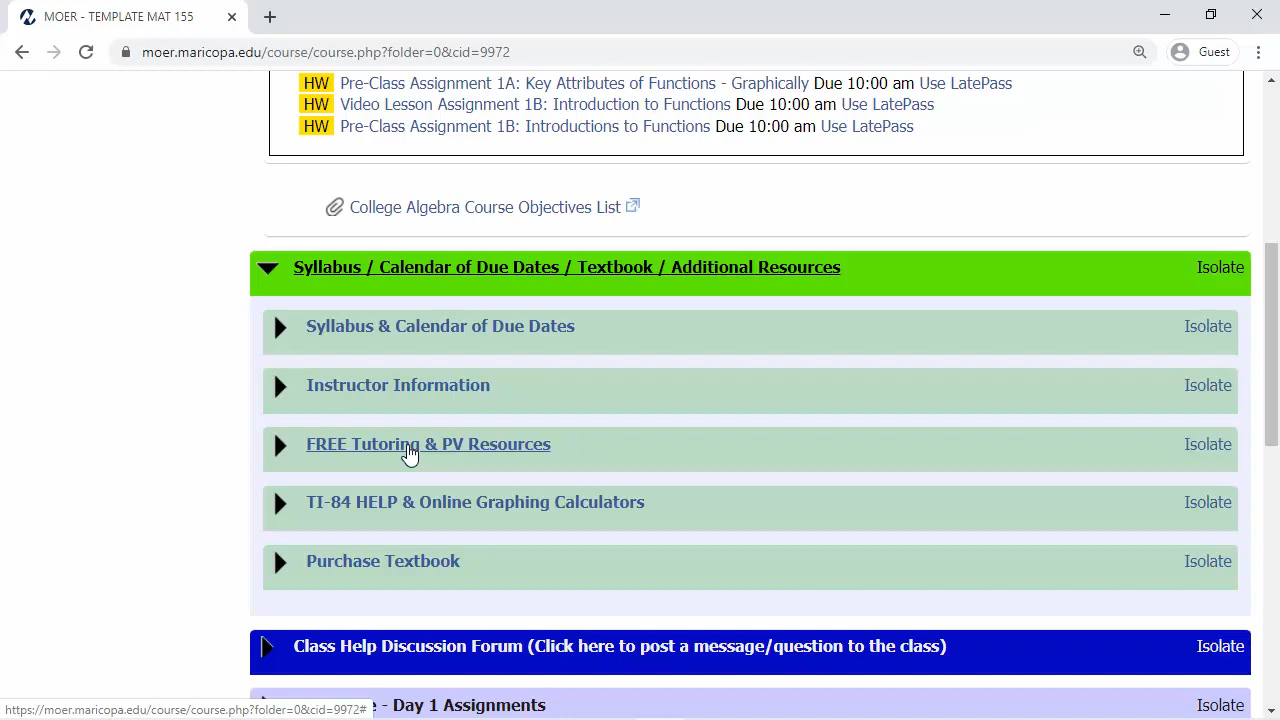 MOER - TEMPLATE MAT 155
moer.maricopa.edu/course/course.php?folder=0&cid=9972
Guest
HW Pre-Class Assignment 1A: Key Attributes of Functions - Graphically Due 10:00 am Use LatePass
HW Video Lesson Assignment 1B: Introduction to Functions Due 10:00 am Use LatePass
HW Pre-Class Assignment 1B: Introductions to Functions Due 10:00 am Use LatePass
College Algebra Course Objectives List
Syllabus / Calendar of Due Dates / Textbook / Additional Resources Isolate
Syllabus & Calendar of Due Dates Isolate
Instructor Information Isolate
FREE Tutoring & PV Resources Isolate
TI-84 HELP & Online Graphing Calculators Isolate
Purchase Textbook Isolate
Class Help Discussion Forum (Click here to post a message/question to the class) Isolate
e - Day 1 Assignments Isolate
https://moer.maricopa.edu/course/course.php?folder=0&cid=9972#